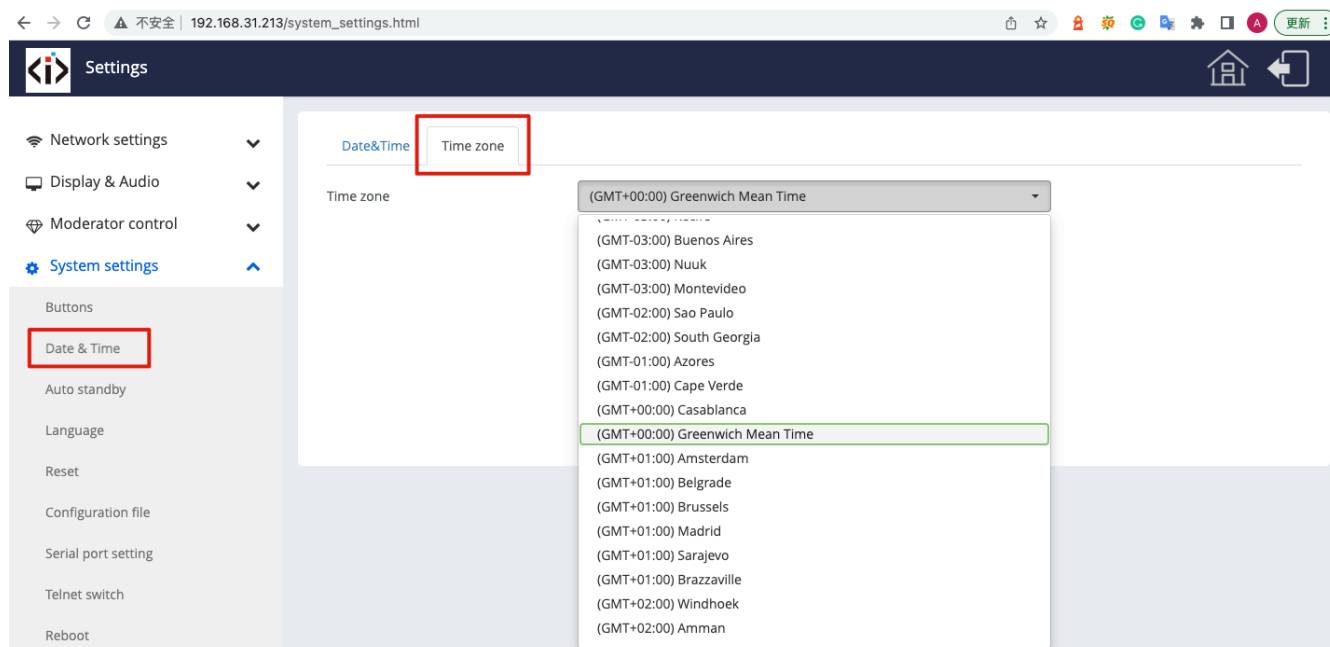 不安全 192.168.31.213/system_settings.html
A 更新
Settings
Network settings
Display & Audio
Moderator control
System settings
Buttons
Date & Time
Auto standby
Language
Reset
Configuration file
Serial port setting
Telnet switch
Reboot
Date&Time Time zone
Time zone (GMT+00:00) Greenwich Mean Time
(GMT-03:00) Buenos Aires
(GMT-03:00) Nuuk
(GMT-03:00) Montevideo
(GMT-02:00) Sao Paulo
(GMT-02:00) South Georgia
(GMT-01:00) Azores
(GMT-01:00) Cape Verde
(GMT+00:00) Casablanca
(GMT+00:00) Greenwich Mean Time
(GMT+01:00) Amsterdam
(GMT+01:00) Belgrade
(GMT+01:00) Brussels
(GMT+01:00) Madrid
(GMT+01:00) Sarajevo
(GMT+01:00) Brazzaville
(GMT+02:00) Windhoek
(GMT+02:00) Amman